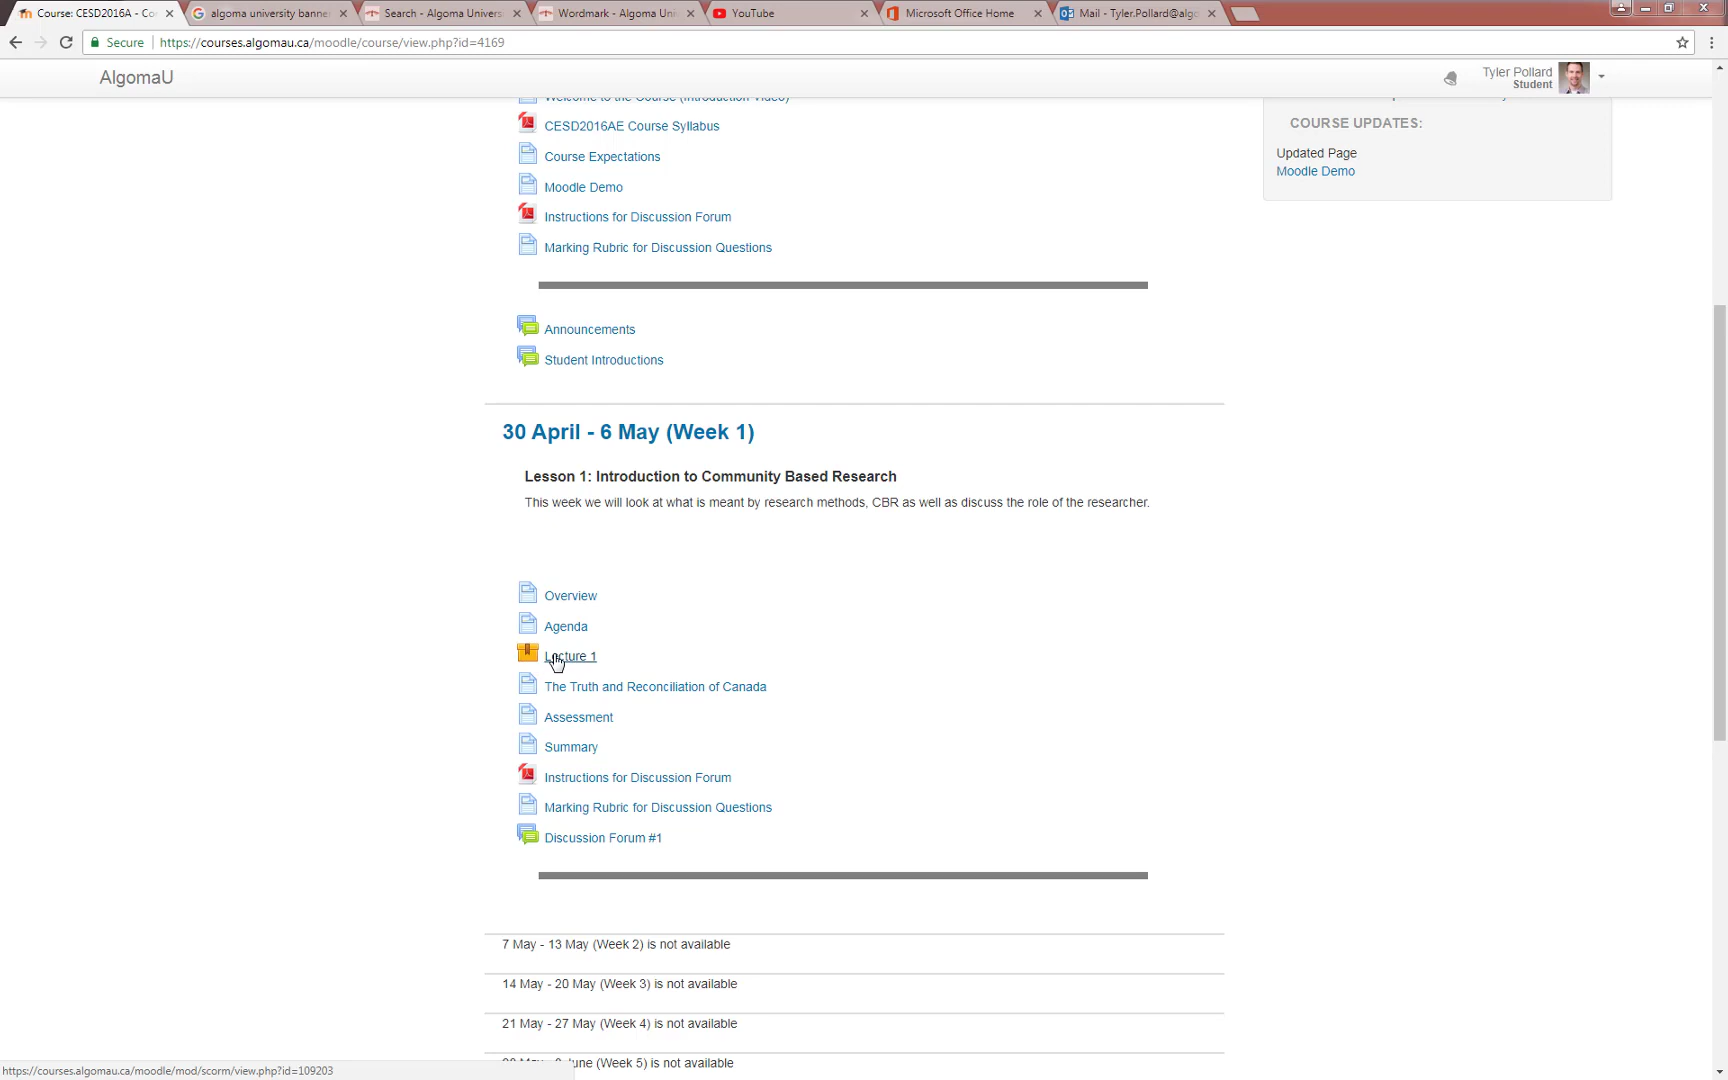 Course: CESD2016A - Co
algoma university banne
Search - Algoma Univers
Wordmark - Algoma Uni
YouTube
Microsoft Office Home
Mail - Tyler.Pollard@algo
Secure
https://courses.algomau.ca/moodle/course/view.php?id=4169
AlgomaU
Tyler Pollard
Student
Welcome to the Course (Introduction Video)
CESD2016AE Course Syllabus
Course Expectations
Moodle Demo
Instructions for Discussion Forum
Marking Rubric for Discussion Questions
COURSE UPDATES:
Updated Page
Moodle Demo
Announcements
Student Introductions
30 April - 6 May (Week 1)
Lesson 1: Introduction to Community Based Research
This week we will look at what is meant by research methods, CBR as well as discuss the role of the researcher.
Overview
Agenda
Lecture 1
The Truth and Reconciliation of Canada
Assessment
Summary
Instructions for Discussion Forum
Marking Rubric for Discussion Questions
Discussion Forum #1
7 May - 13 May (Week 2) is not available
14 May - 20 May (Week 3) is not available
21 May - 27 May (Week 4) is not available
June (Week 5) is not available
https://courses.algomau.ca/moodle/mod/scorm/view.php?id=109203